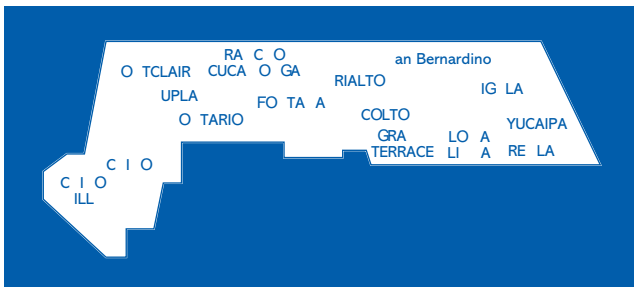 RA C O
CUCA O GA
an Bernardino
O TCLAIR
RIALTO
IG LA
UPLA
FO TA A
O TARIO
COLTO
YUCAIPA
GRA
TERRACE
LO A
LI A
RE LA
C I O
C I O
ILL